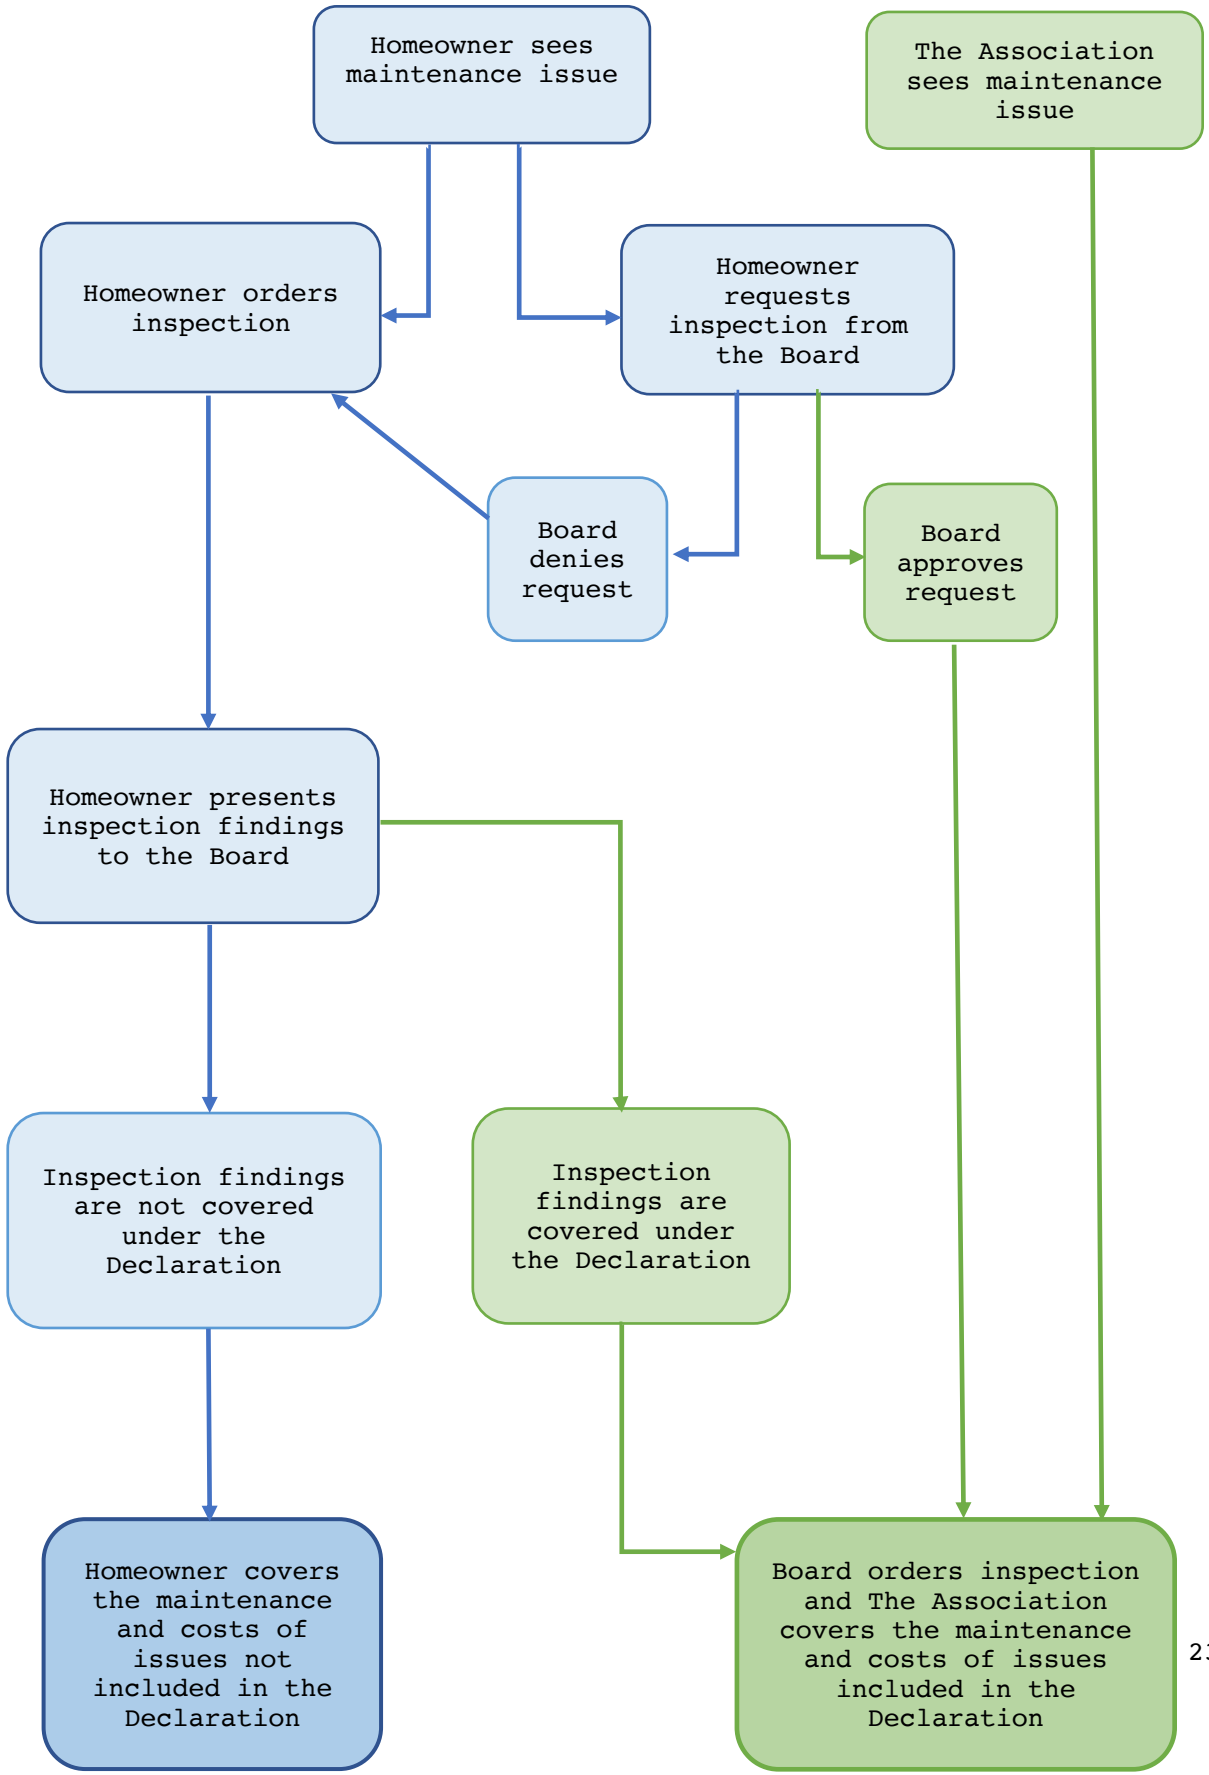 Homeowner sees
maintenance issue
The Association
sees maintenance
issue
Homeowner orders
inspection
Homeowner
requests
inspection from
the Board
Board
denies
request
Board
approves
request
Homeowner presents
inspection findings
to the Board
Inspection findings
are not covered
under the
Declaration
Inspection
findings are
covered under
the Declaration
Homeowner covers
the maintenance
and costs of
issues not
included in the
Declaration
Board orders inspection
and The Association
covers the maintenance
and costs of issues
included in the
Declaration